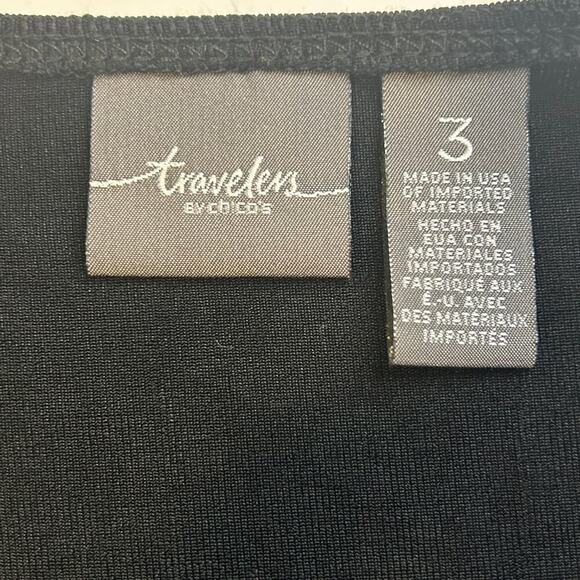 travelers
BY chico's
3
MADE IN USA
OF IMPORTED
MATERIALS
HECHO EN
EUA CON
MATERIALES
IMPORTADOS
FABRIQUÉ AUX
É.-U. AVEC
DES MATÉRIAUX
IMPORTÉS